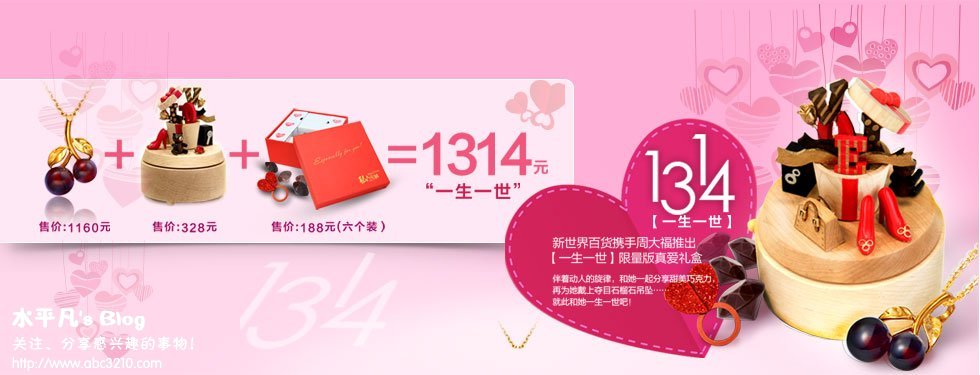 +
+
=1314元
“一生一世”
售价:1160元
售价:328元
售价:188元(六个装)
Especially for you!
1314
【一生一世】
新世界百货携手周大福推出
【一生一世】限量版真爱礼盒
伴着动人的旋律，和她一起分享甜美巧克力，
再为她戴上夺目石榴石吊坠……
就此和她一生一世吧！
1314
水平凡's Blog
关注、分享感兴趣的事物！
http://www.abc3210.com